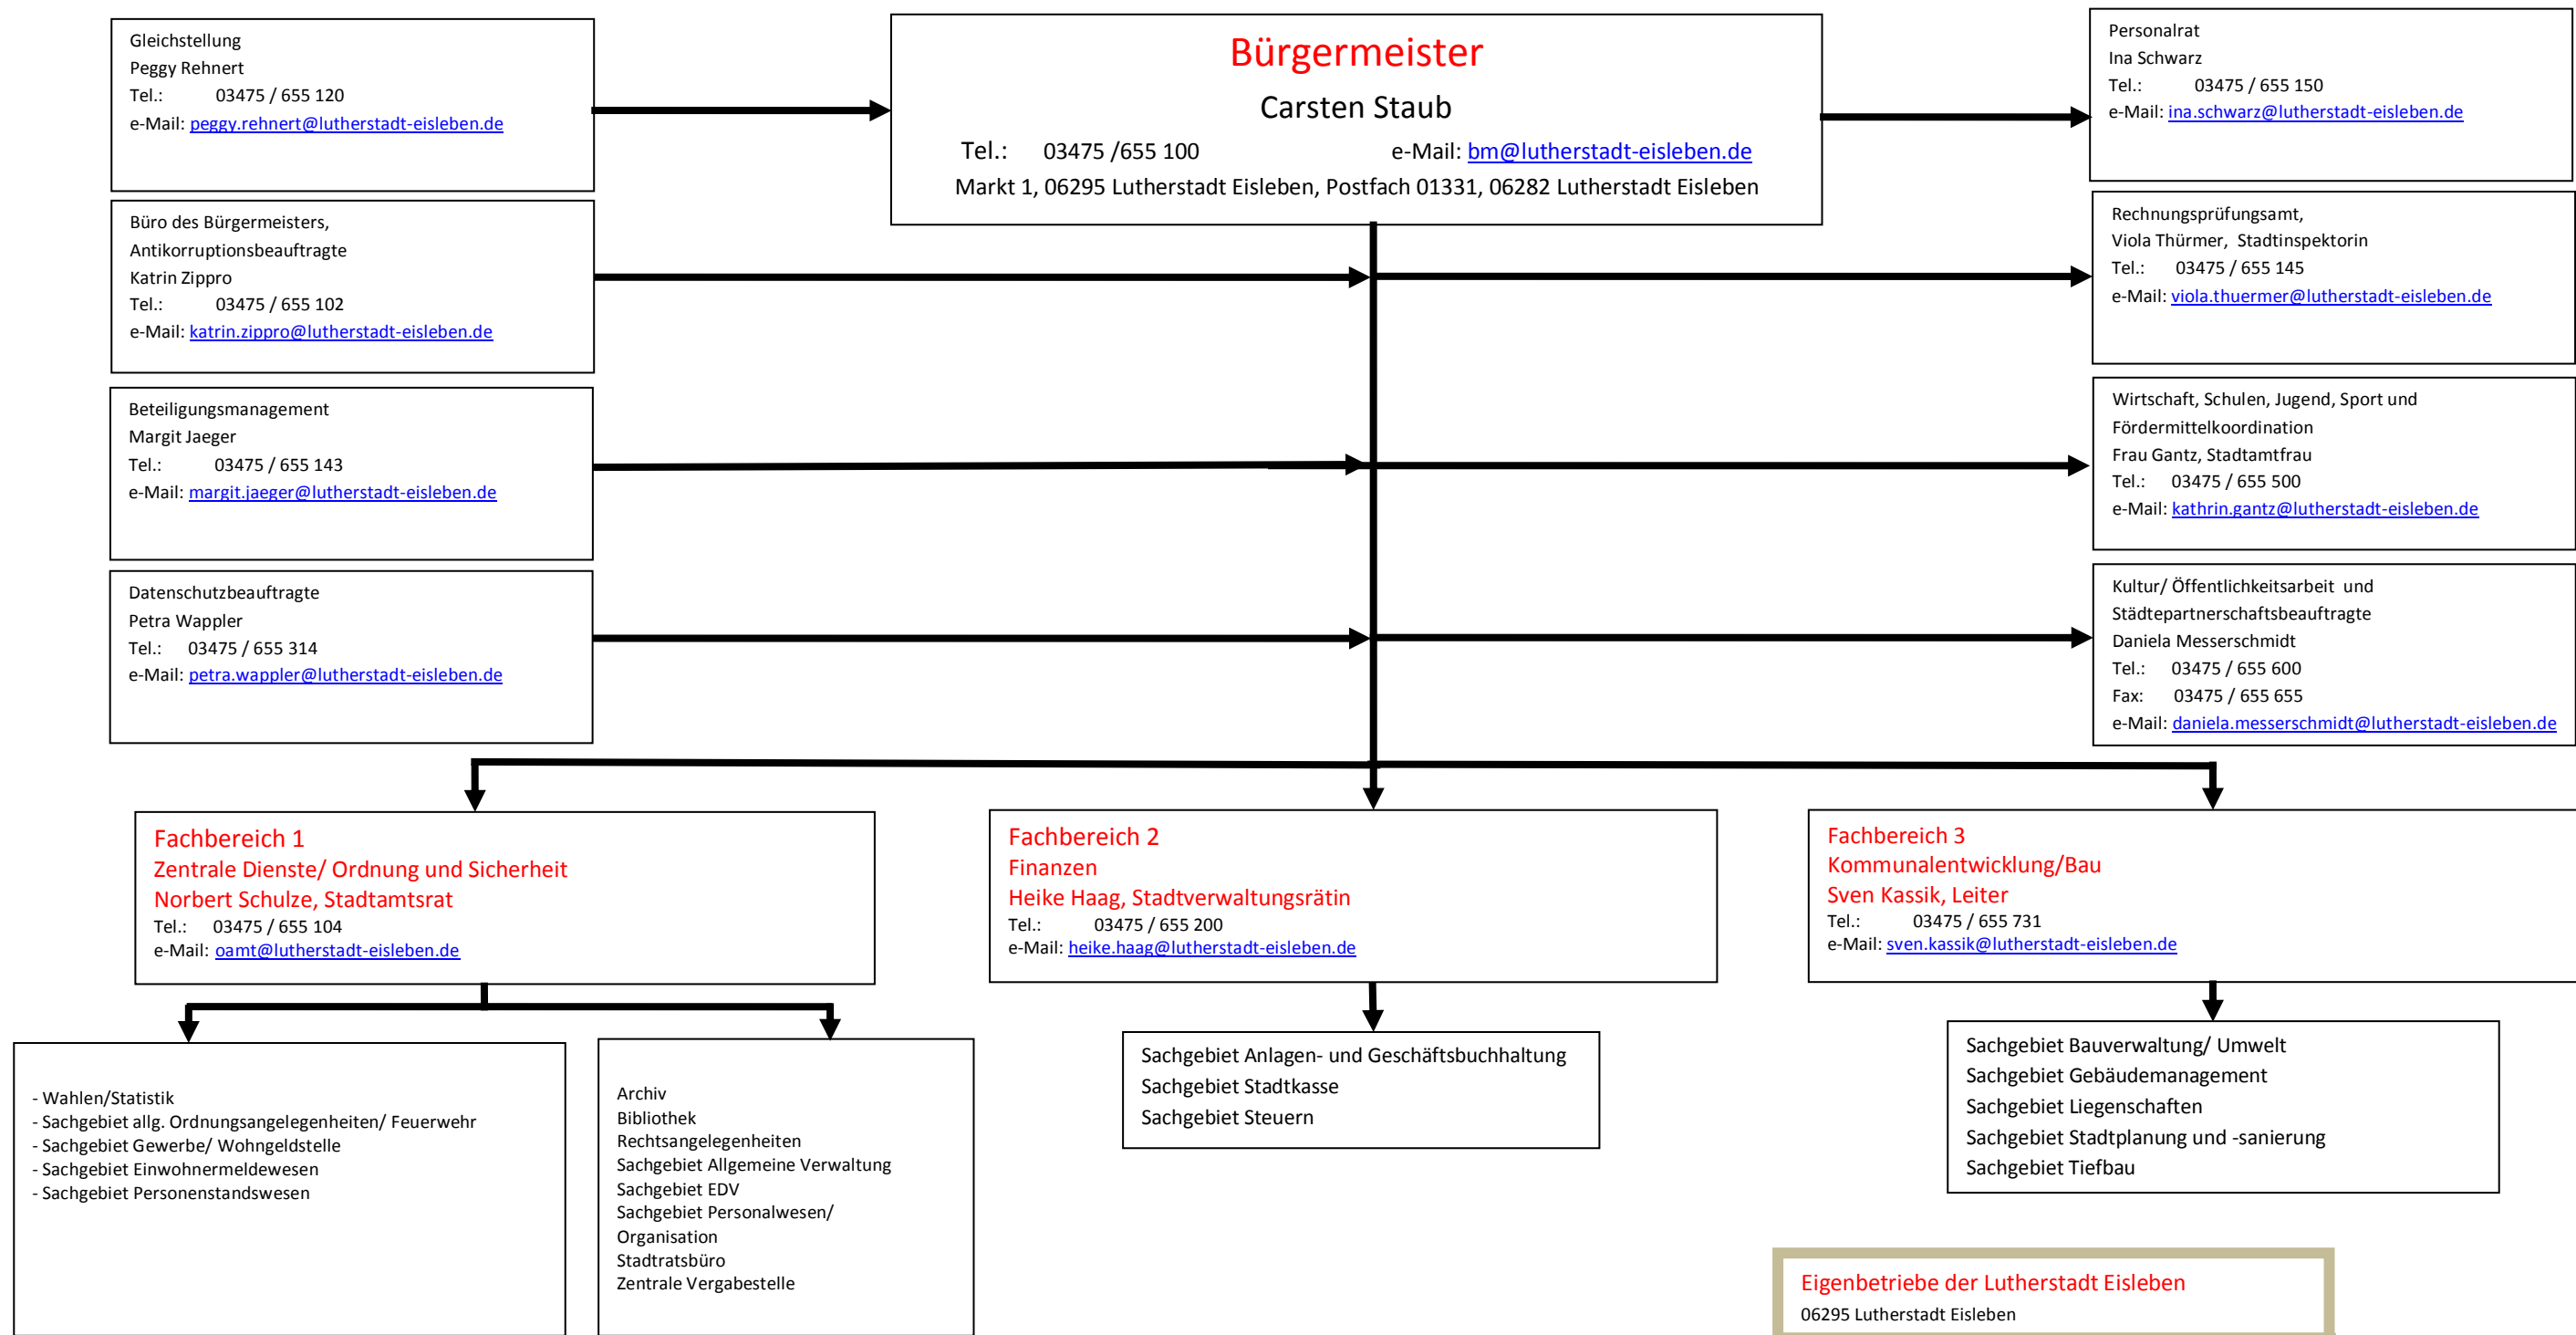 Gleichstellung
Peggy Rehnert
Tel.: 03475 / 655 120
e-Mail: peggy.rehnert@lutherstadt-eisleben.de
Bürgermeister
Carsten Staub
Tel.: 03475 /655 100 e-Mail: bm@lutherstadt-eisleben.de
Markt 1, 06295 Lutherstadt Eisleben, Postfach 01331, 06282 Lutherstadt Eisleben
Personalrat
Ina Schwarz
Tel.: 03475 / 655 150
e-Mail: ina.schwarz@lutherstadt-eisleben.de
Büro des Bürgermeisters,
Antikorruptionsbeauftragte
Katrin Zippro
Tel.: 03475 / 655 102
e-Mail: katrin.zippro@lutherstadt-eisleben.de
Rechnungsprüfungsamt,
Viola Thürmer, Stadtinspektorin
Tel.: 03475 / 655 145
e-Mail: viola.thuermer@lutherstadt-eisleben.de
Beteiligungsmanagement
Margit Jaeger
Tel.: 03475 / 655 143
e-Mail: margit.jaeger@lutherstadt-eisleben.de
Wirtschaft, Schulen, Jugend, Sport und
Fördermittelkoordination
Frau Gantz, Stadtamtfrau
Tel.: 03475 / 655 500
e-Mail: kathrin.gantz@lutherstadt-eisleben.de
Datenschutzbeauftragte
Petra Wappler
Tel.: 03475 / 655 314
e-Mail: petra.wappler@lutherstadt-eisleben.de
Kultur/ Öffentlichkeitsarbeit und
Städtepartnerschaftsbeauftragte
Daniela Messerschmidt
Tel.: 03475 / 655 600
Fax: 03475 / 655 655
e-Mail: daniela.messerschmidt@lutherstadt-eisleben.de
Fachbereich 1
Zentrale Dienste/ Ordnung und Sicherheit
Norbert Schulze, Stadtamtsrat
Tel.: 03475 / 655 104
e-Mail: oamt@lutherstadt-eisleben.de
Fachbereich 2
Finanzen
Heike Haag, Stadtverwaltungsrätin
Tel.: 03475 / 655 200
e-Mail: heike.haag@lutherstadt-eisleben.de
Fachbereich 3
Kommunalentwicklung/Bau
Sven Kassik, Leiter
Tel.: 03475 / 655 731
e-Mail: sven.kassik@lutherstadt-eisleben.de
- Wahlen/Statistik
- Sachgebiet allg. Ordnungsangelegenheiten/ Feuerwehr
- Sachgebiet Gewerbe/ Wohngeldstelle
- Sachgebiet Einwohnermeldewesen
- Sachgebiet Personenstandswesen
Archiv
Bibliothek
Rechtsangelegenheiten
Sachgebiet Allgemeine Verwaltung
Sachgebiet EDV
Sachgebiet Personalwesen/
Organisation
Stadtratsbüro
Zentrale Vergabestelle
Sachgebiet Anlagen- und Geschäftsbuchhaltung
Sachgebiet Stadtkasse
Sachgebiet Steuern
Sachgebiet Bauverwaltung/ Umwelt
Sachgebiet Gebäudemanagement
Sachgebiet Liegenschaften
Sachgebiet Stadtplanung und -sanierung
Sachgebiet Tiefbau
Eigenbetriebe der Lutherstadt Eisleben
06295 Lutherstadt Eisleben